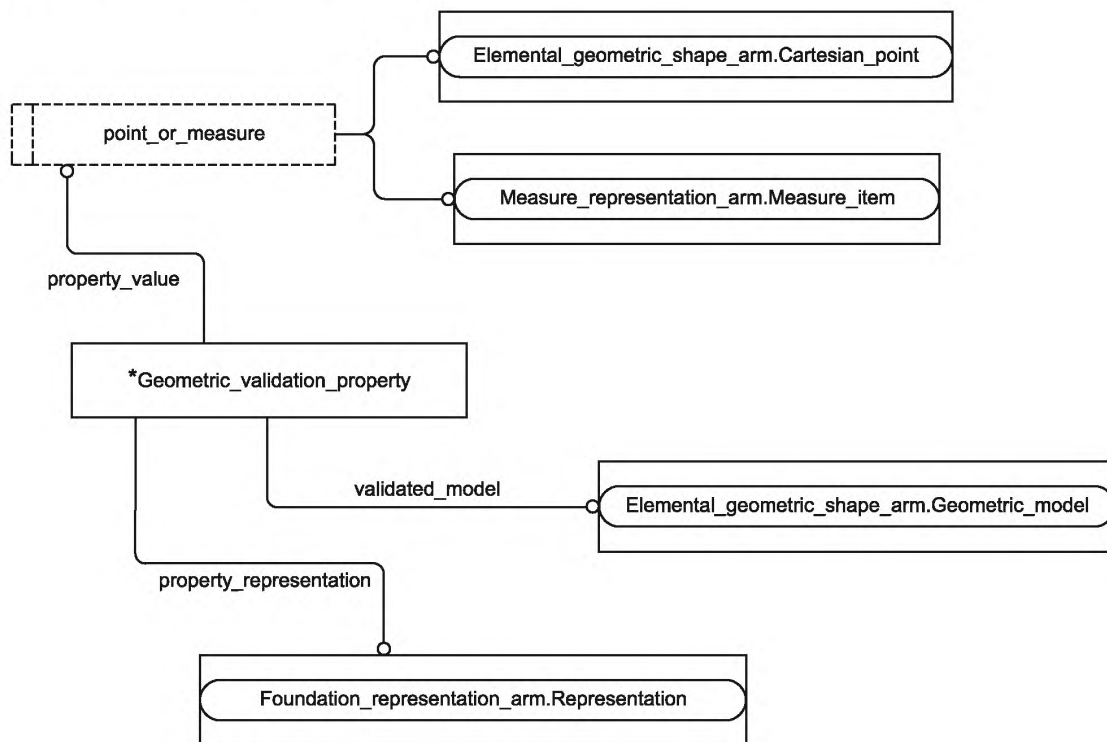 Elemental_geometric_shape_arm.Cartesian_point
point_or_measure
Measure_representation_arm.Measure_item
property_value
*Geometric_validation_property
validated_model
Elemental_geometric_shape_arm.Geometric_model
property_representation
Foundation_representation_arm.Representation